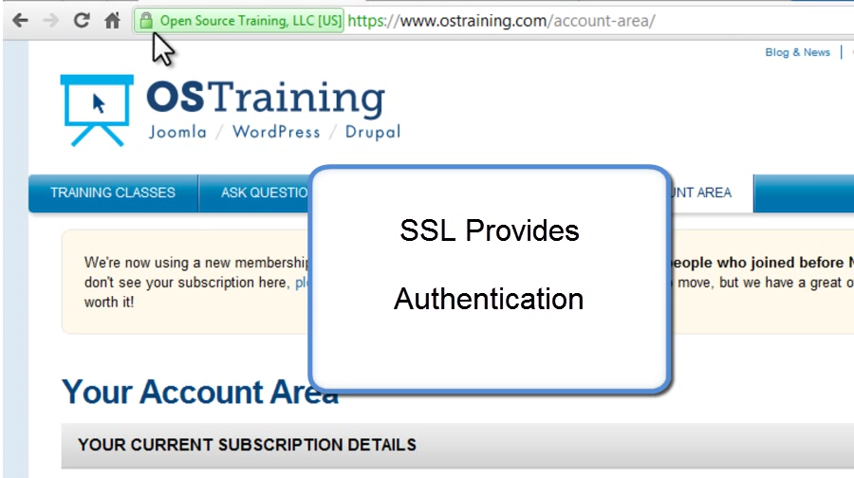 Open Source Training, LLC [US] https://www.ostraining.com/account-area/
Blog & News |
OSTraining
Joomla / WordPress / Drupal
TRAINING CLASSES
ASK QUESTIO
UNT AREA
SSL Provides
Authentication
We're now using a new membership eople who joined before N
don't see your subscription here, pl move, but we have a great o
worth it!
Your Account Area
YOUR CURRENT SUBSCRIPTION DETAILS